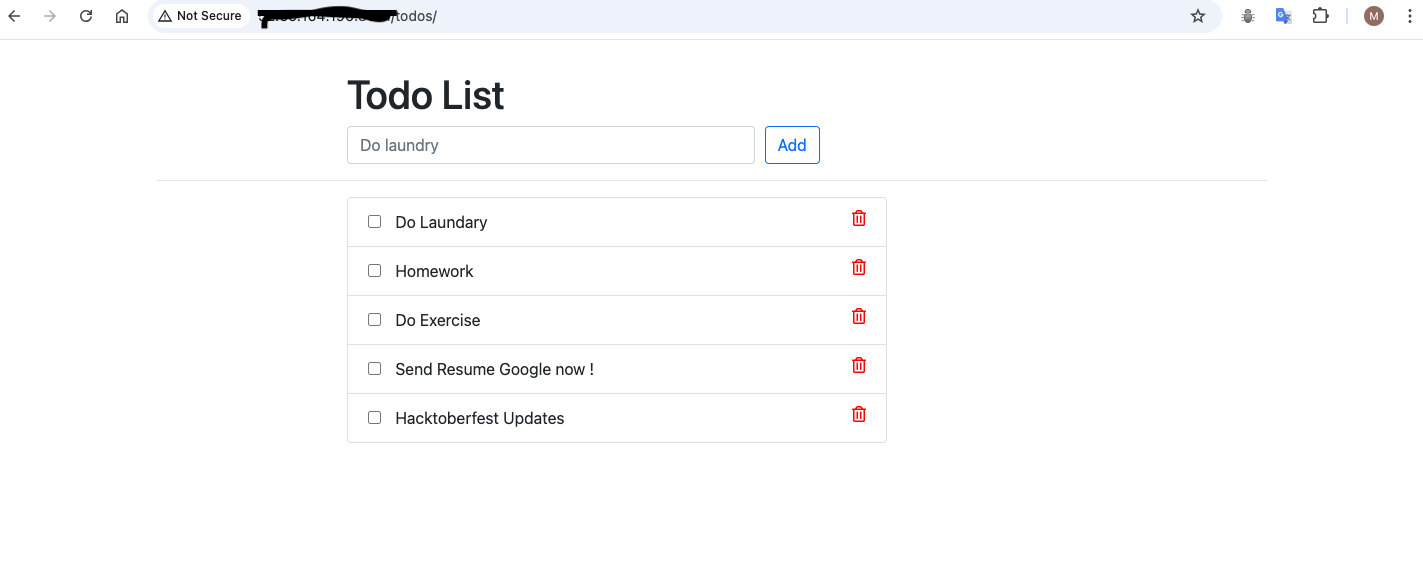 Not Secure
/todos/
M
Todo List
Do laundry
Add
Do Laundary
Homework
Do Exercise
Send Resume Google now !
Hacktoberfest Updates